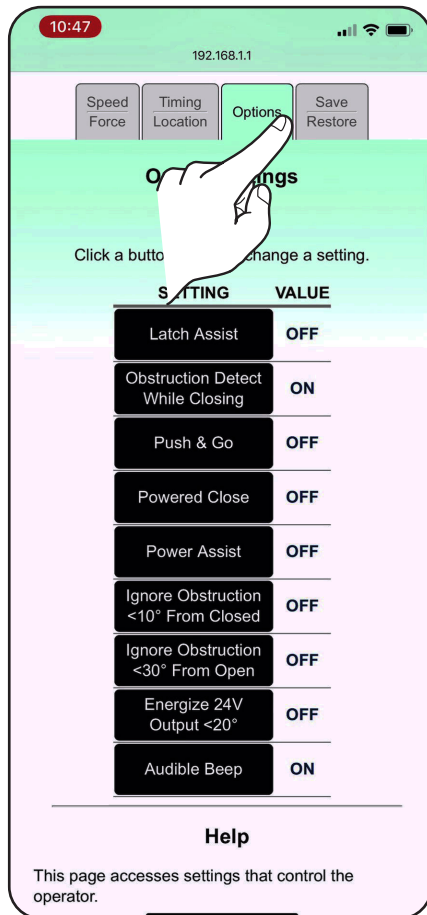 10:47
192.168.1.1
Speed
Force
Timing
Location
Options
Save
Restore
Click a change a setting.
SETTING VALUE
Latch Assist OFF
Obstruction Detect
While Closing
ON
Push & Go OFF
Powered Close OFF
Power Assist OFF
Ignore Obstruction
<10° From Closed
OFF
Ignore Obstruction
<30° From Open
OFF
Energize 24V
Output <20°
OFF
Audible Beep ON
Help
This page accesses settings that control the
operator.